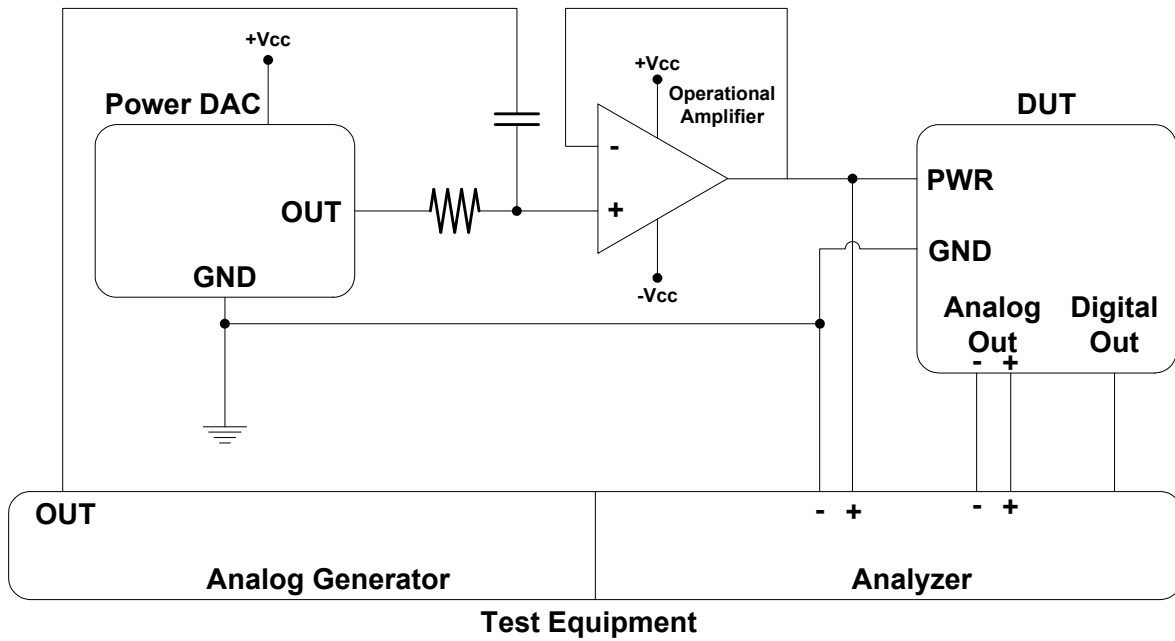 +Vcc
Power DAC
OUT
GND
+Vcc
Operational
Amplifier
-
+
-Vcc
DUT
PWR
GND
Analog
Out
- +
Digital
Out
OUT
- +
- +
Analog Generator
Analyzer
Test Equipment